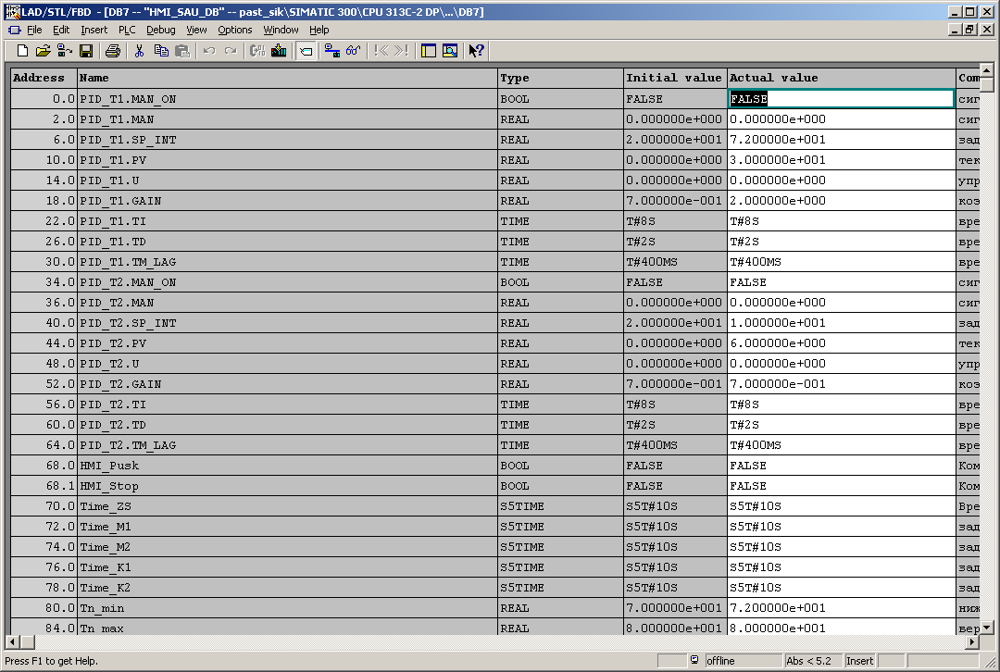 LAD/STL/FBD - [DB7 -- "HMI_SAU_DB" -- past_sik\SIMATIC 300\CPU 313C-2 DP\...\DB7]
File Edit Insert PLC Debug View Options Window Help
Address Name Type Initial value Actual value Com
0.0 PID_T1.MAN_ON BOOL FALSE FALSE сиг
2.0 PID_T1.MAN REAL 0.000000e+000 0.000000e+000 сиг
6.0 PID_T1.SP_INT REAL 2.000000e+001 7.200000e+001 зад
10.0 PID_T1.PV REAL 0.000000e+000 3.000000e+001 тек
14.0 PID_T1.U REAL 0.000000e+000 0.000000e+000 упр
18.0 PID_T1.GAIN REAL 7.000000e-001 2.000000e+000 коэ
22.0 PID_T1.TI TIME T#8S T#8S вре
26.0 PID_T1.TD TIME T#2S T#2S вре
30.0 PID_T1.TM_LAG TIME T#400MS T#400MS вре
34.0 PID_T2.MAN_ON BOOL FALSE FALSE сиг
36.0 PID_T2.MAN REAL 0.000000e+000 0.000000e+000 сиг
40.0 PID_T2.SP_INT REAL 2.000000e+001 1.000000e+001 зад
44.0 PID_T2.PV REAL 0.000000e+000 6.000000e+001 тек
48.0 PID_T2.U REAL 0.000000e+000 0.000000e+000 упр
52.0 PID_T2.GAIN REAL 7.000000e-001 7.000000e-001 коэ
56.0 PID_T2.TI TIME T#8S T#8S вре
60.0 PID_T2.TD TIME T#2S T#2S вре
64.0 PID_T2.TM_LAG TIME T#400MS T#400MS вре
68.0 HMI_Pusk BOOL FALSE FALSE Ком
68.1 HMI_Stop BOOL FALSE FALSE Ком
70.0 Time_ZS S5TIME S5T#10S S5T#10S Вре
72.0 Time_M1 S5TIME S5T#10S S5T#10S зад
74.0 Time_M2 S5TIME S5T#10S S5T#10S зад
76.0 Time_K1 S5TIME S5T#10S S5T#10S зад
78.0 Time_K2 S5TIME S5T#10S S5T#10S зад
80.0 Tn_min REAL 7.000000e+001 7.200000e+001 ниж
84.0 Tn_max REAL 8.000000e+001 8.000000e+001 вер
Press F1 to get Help. offline Abs < 5.2 Insert